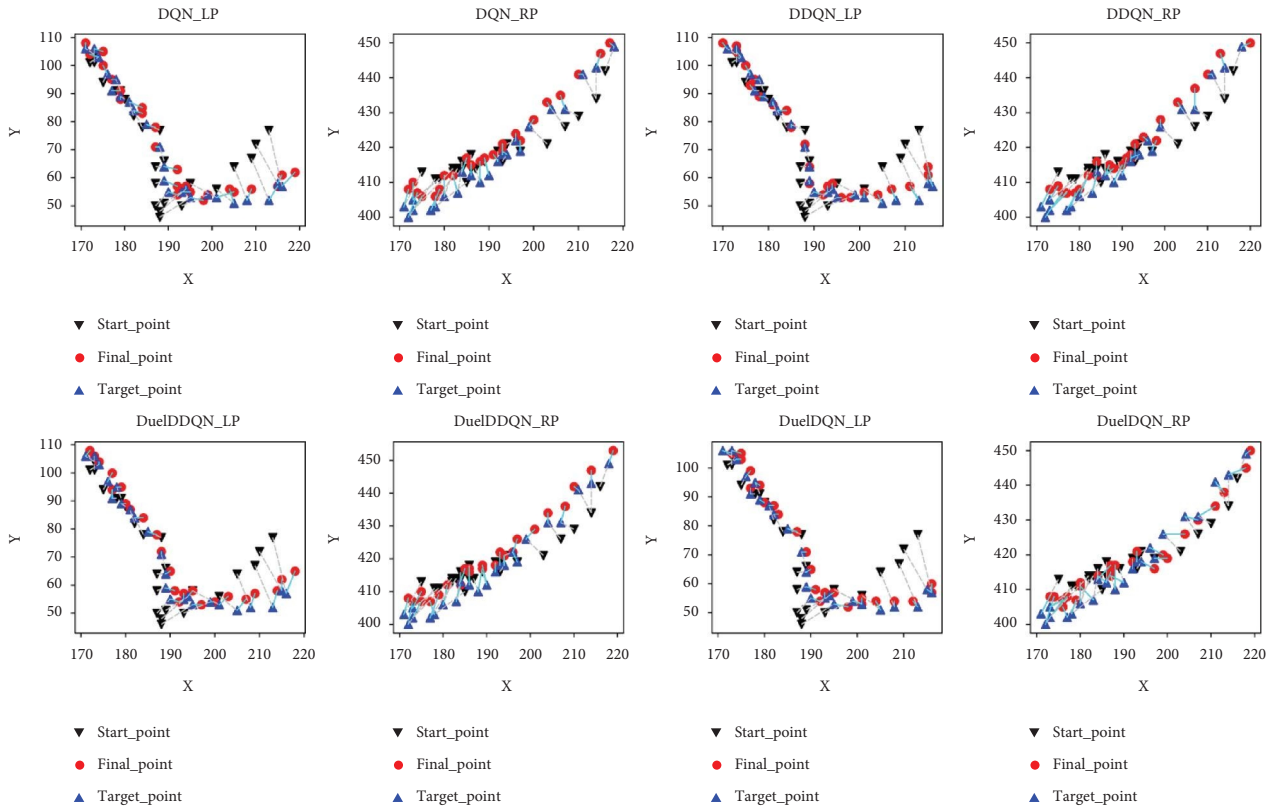 DQN_LP DQN_RP DDQN_LP DDQN_RP
110 450 110 450
100 100
90 440 90 440
80 430 80 430
70 420 70 420
60 410 60 410
50 400 50 400
Y Y Y Y
170 180 190 200 210 220 170 180 190 200 210 220 170 180 190 200 210 220 170 180 190 200 210 220
X X X X
Start_point Start_point Start_point Start_point
Final_point Final_point Final_point Final_point
Target_point Target_point Target_point Target_point
DuelDDQN_LP DuelDDQN_RP DuelDQN_LP DuelDQN_RP
110 450 100 450
100 440 440
90 430 80 430
80 420 420
70 410 60 410
60 400 400
50
Y Y Y Y
170 180 190 200 210 220 170 180 190 200 210 220 170 180 190 200 210 170 180 190 200 210 220
X X X X
Start_point Start_point Start_point Start_point
Final_point Final_point Final_point Final_point
Target_point Target_point Target_point Target_point